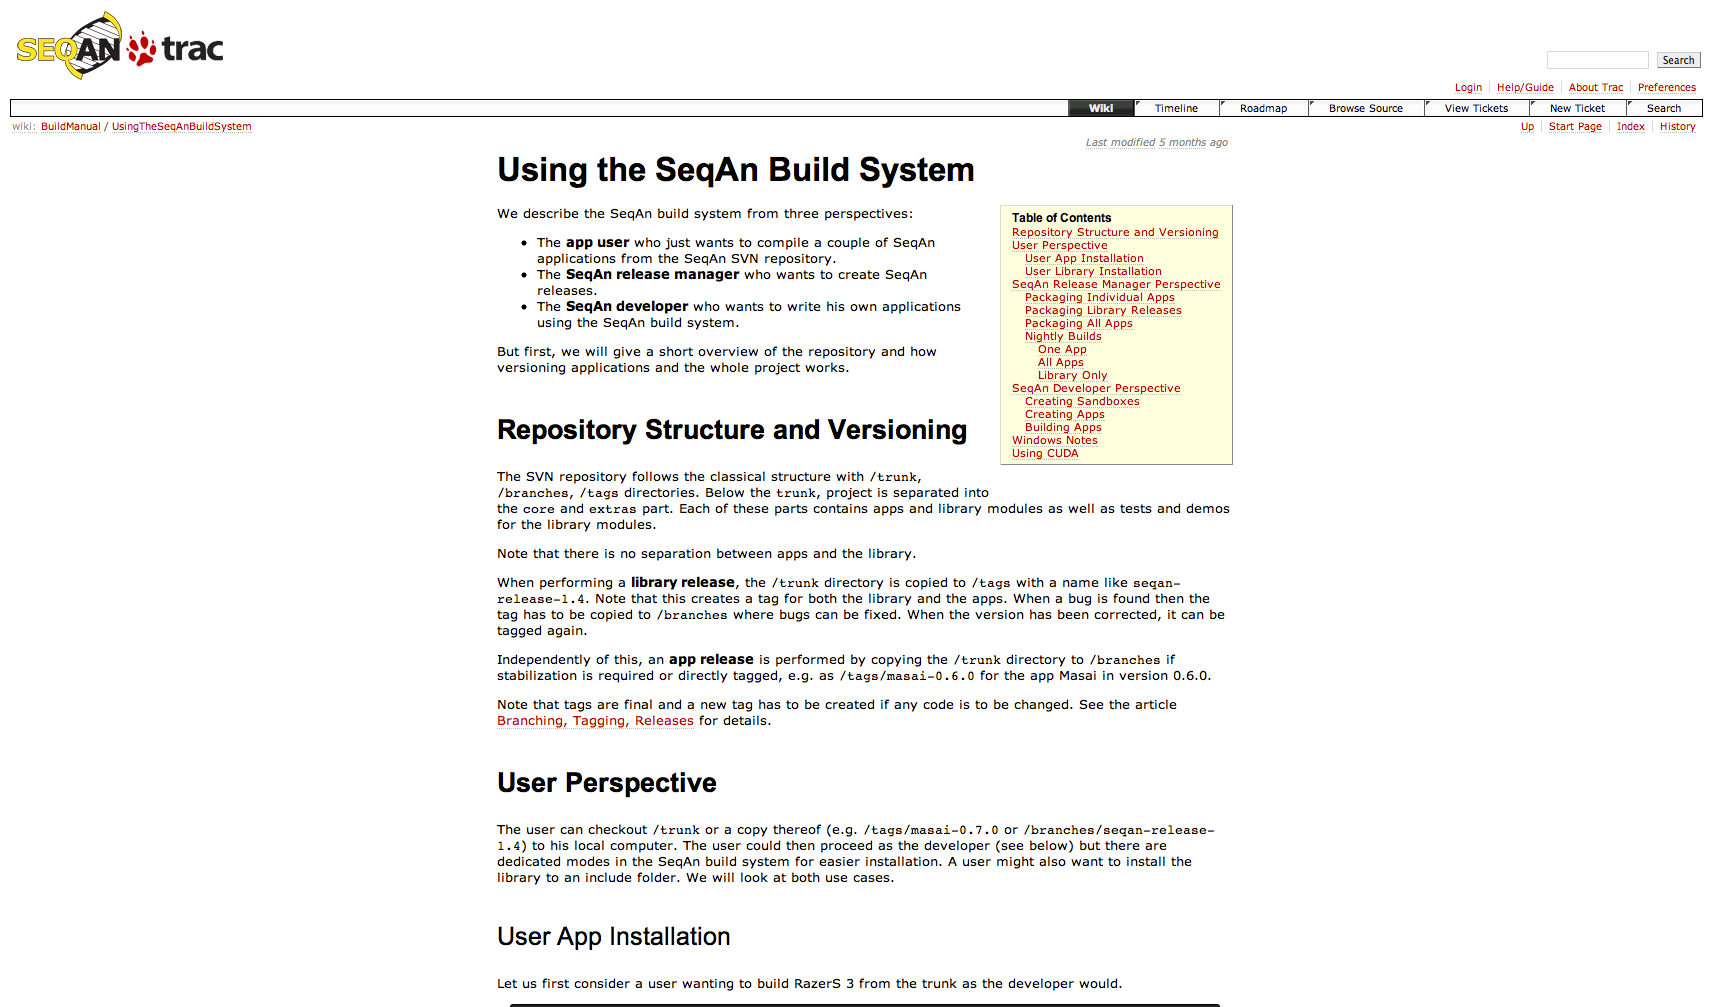 SEQAN trac
Search
Login Help/Guide About Trac Preferences
Wiki Timeline Roadmap Browse Source View Tickets New Ticket Search
wiki: BuildManual / UsingTheSeqAnBuildSystem
Up Start Page Index History
Last modified 5 months ago
Using the SeqAn Build System
We describe the SeqAn build system from three perspectives:
• The app user who just wants to compile a couple of SeqAn
applications from the SeqAn SVN repository.
• The SeqAn release manager who wants to create SeqAn
releases.
• The SeqAn developer who wants to write his own applications
using the SeqAn build system.
But first, we will give a short overview of the repository and how
versioning applications and the whole project works.
Table of Contents
Repository Structure and Versioning
User Perspective
User App Installation
User Library Installation
SeqAn Release Manager Perspective
Packaging Individual Apps
Packaging Library Releases
Packaging All Apps
Nightly Builds
One App
All Apps
Library Only
SeqAn Developer Perspective
Creating Sandboxes
Creating Apps
Building Apps
Windows Notes
Using CUDA
Repository Structure and Versioning
The SVN repository follows the classical structure with /trunk,
/branches, /tags directories. Below the trunk, project is separated into
the core and extras part. Each of these parts contains apps and library modules as well as tests and demos
for the library modules.
Note that there is no separation between apps and the library.
When performing a library release, the /trunk directory is copied to /tags with a name like seqan-
release-1.4. Note that this creates a tag for both the library and the apps. When a bug is found then the
tag has to be copied to /branches where bugs can be fixed. When the version has been corrected, it can be
tagged again.
Independently of this, an app release is performed by copying the /trunk directory to /branches if
stabilization is required or directly tagged, e.g. as /tags/masai-0.6.0 for the app Masai in version 0.6.0.
Note that tags are final and a new tag has to be created if any code is to be changed. See the article
Branching, Tagging, Releases for details.
User Perspective
The user can checkout /trunk or a copy thereof (e.g. /tags/masai-0.7.0 or /branches/seqan-release-
1.4) to his local computer. The user could then proceed as the developer (see below) but there are
dedicated modes in the SeqAn build system for easier installation. A user might also want to install the
library to an include folder. We will look at both use cases.
User App Installation
Let us first consider a user wanting to build RazerS 3 from the trunk as the developer would.